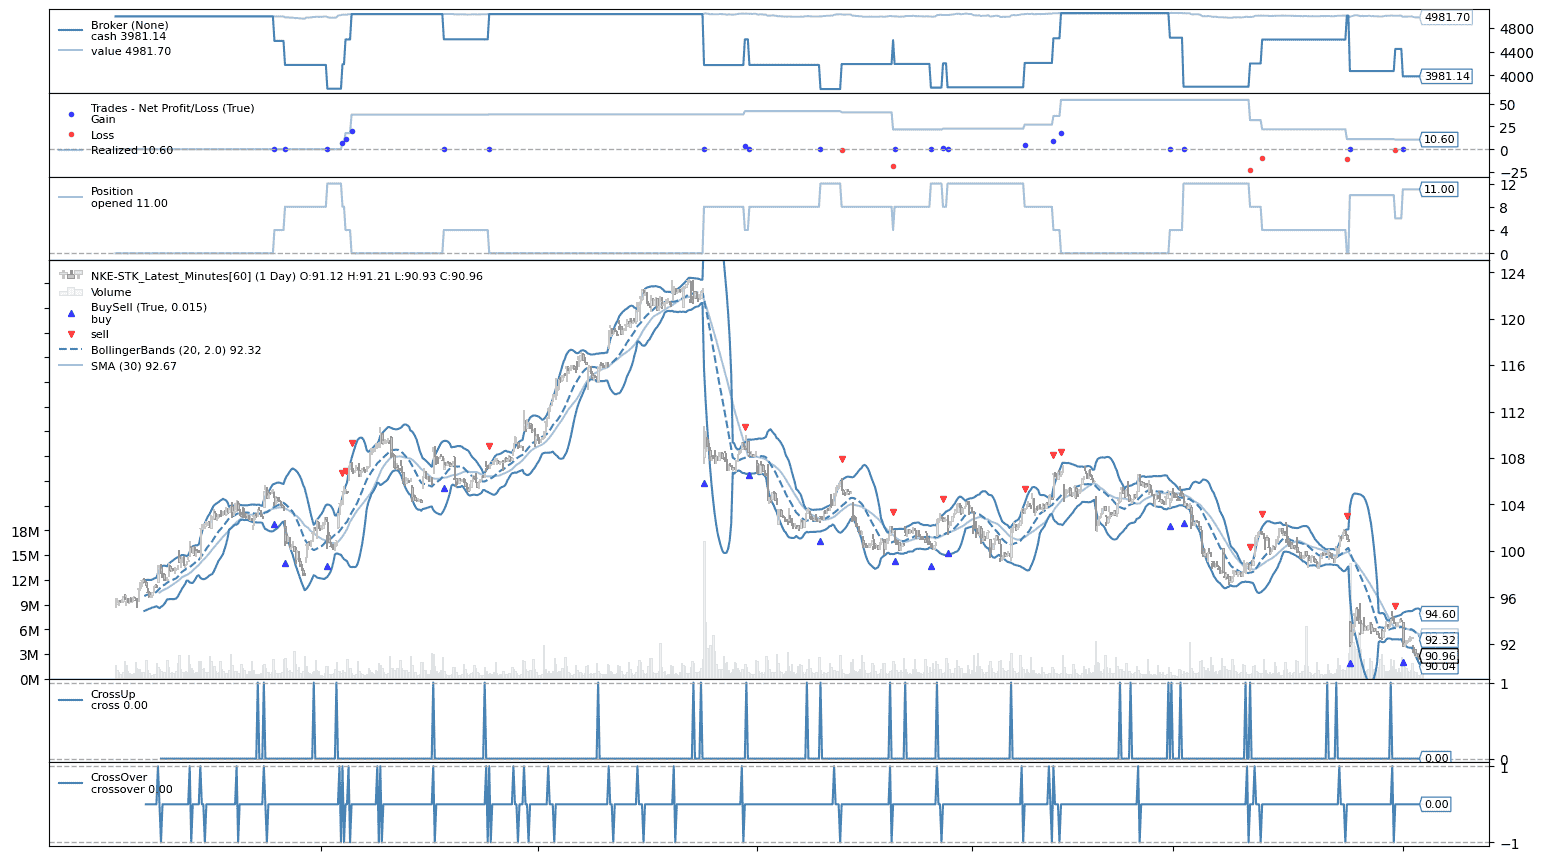 Broker (None)
cash 3981.14
value 4981.70
4981.70
3981.14
4800
4400
4000
Trades - Net Profit/Loss (True)
Gain
Loss
Realized 10.60
10.60
50
25
0
−25
Position
opened 11.00
11.00
12
8
4
0
NKE-STK_Latest_Minutes[60] (1 Day) O:91.12 H:91.21 L:90.93 C:90.96
Volume
BuySell (True, 0.015)
buy
sell
BollingerBands (20, 2.0) 92.32
SMA (30) 92.67
124
120
116
112
108
104
100
96
92
18M
15M
12M
9M
6M
3M
0M
94.60
92.32
90.96
90.04
CrossUp
cross 0.00
0.00
1
0
CrossOver
crossover 0.00
0.00
1
−1